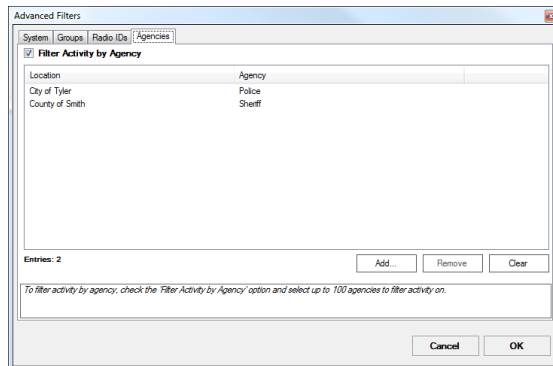 Advanced Filters
System Groups Radio IDs Agencies
Filter Activity by Agency
Location Agency
City of Tyler Police
County of Smith Sheriff
Entries: 2
Add... Remove Clear
To filter activity by agency, check the 'Filter Activity by Agency' option and select up to 100 agencies to filter activity on.
Cancel OK